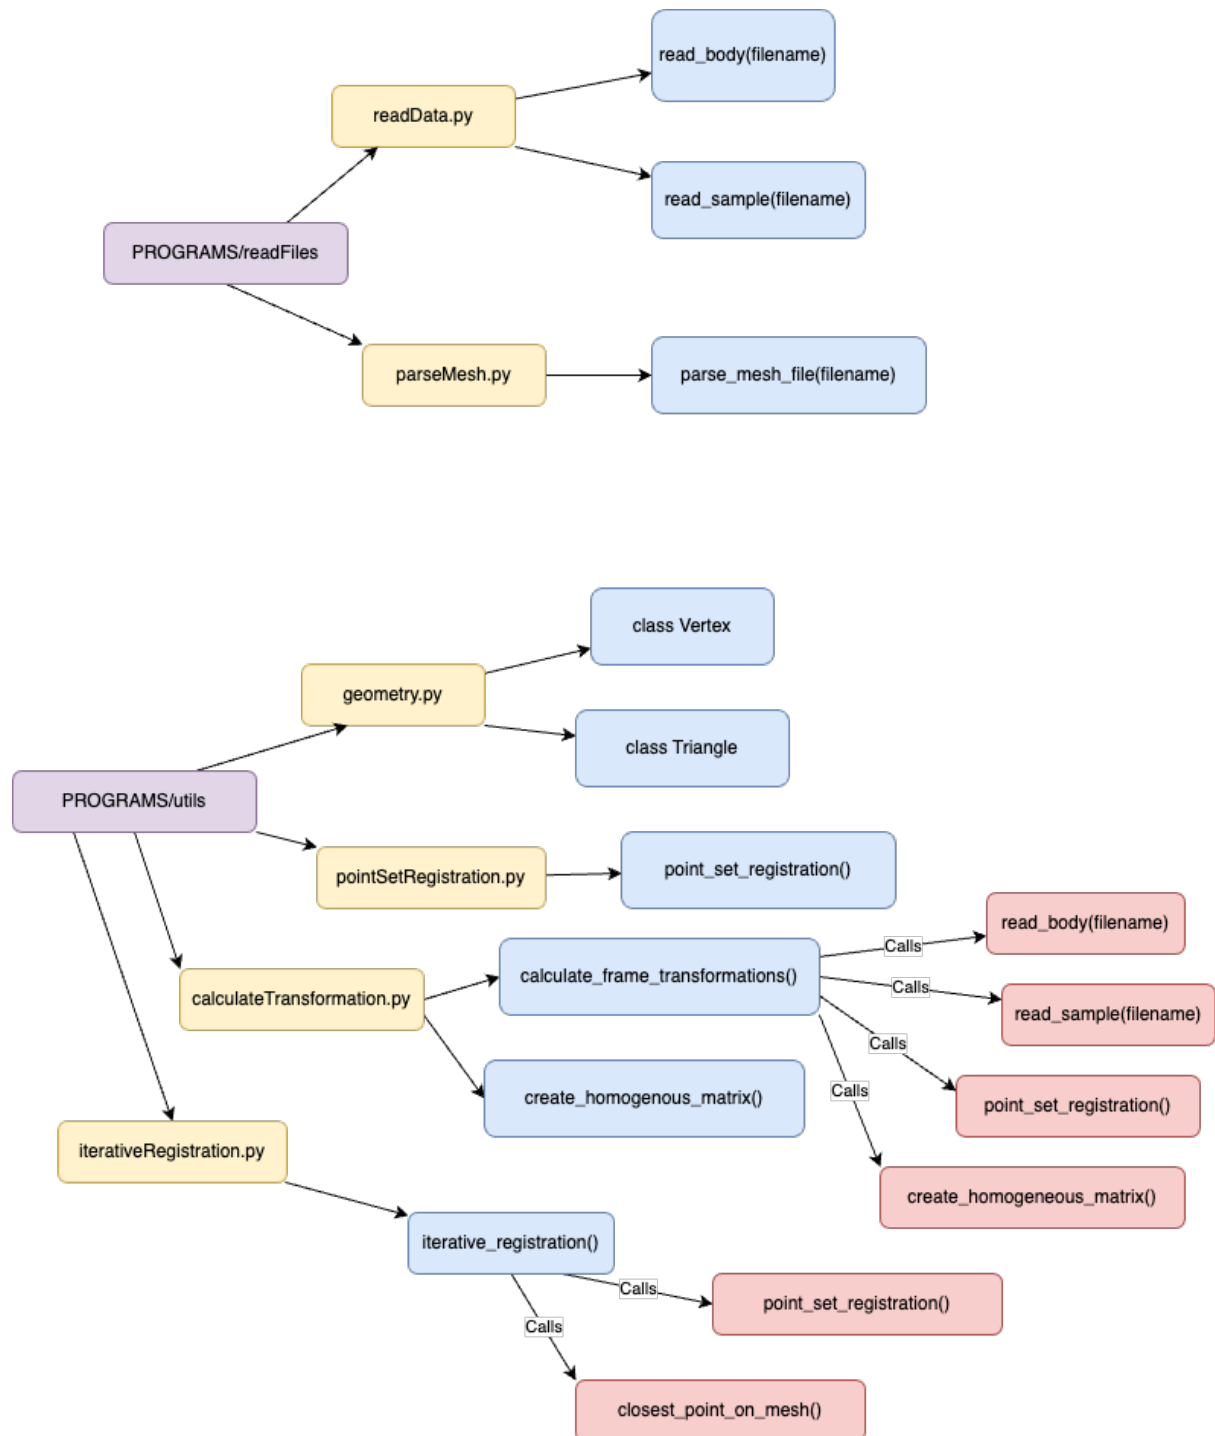 read_body(filename)
readData.py
read_sample(filename)
PROGRAMS/readFiles
parseMesh.py
parse_mesh_file(filename)
class Vertex
geometry.py
class Triangle
PROGRAMS/utils
pointSetRegistration.py
point_set_registration()
read_body(filename)
Calls
calculate_frame_transformations()
Calls
calculateTransformation.py
read_sample(filename)
Calls
Calls
create_homogenous_matrix()
point_set_registration()
iterativeRegistration.py
create_homogeneous_matrix()
iterative_registration()
Calls
point_set_registration()
Calls
closest_point_on_mesh()